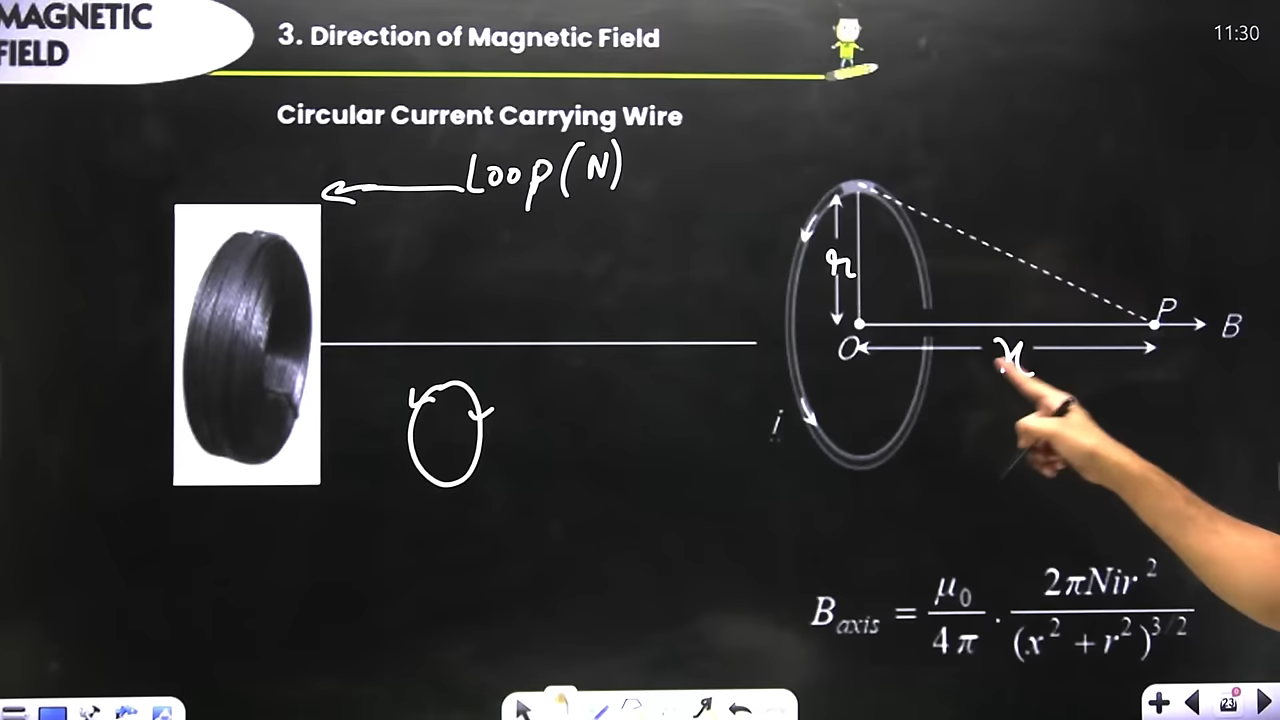 MAGNETIC
FIELD
3. Direction of Magnetic Field
11:30
Circular Current Carrying Wire
Loop(N)
r
P
B
O
x
i
B_axis = μ₀/4π · 2πNir²/(x² + r²)^3/2
23